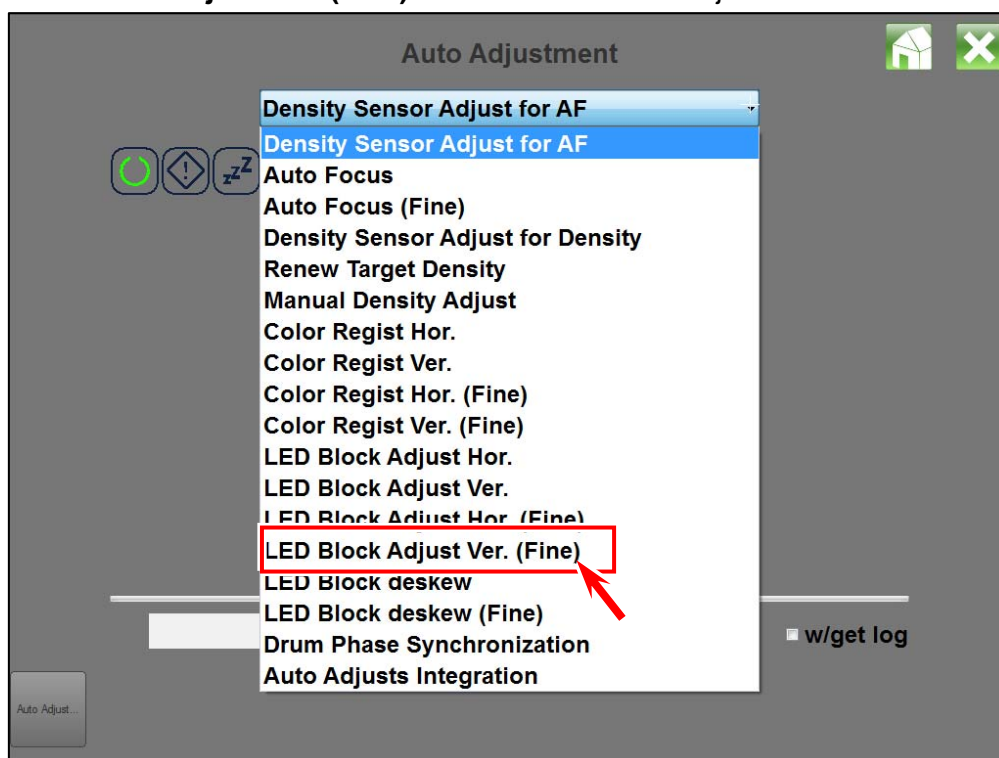 Auto Adjustment
Density Sensor Adjust for AF
Density Sensor Adjust for AF
zzZ
Auto Focus
Auto Focus (Fine)
Density Sensor Adjust for Density
Renew Target Density
Manual Density Adjust
Color Regist Hor.
Color Regist Ver.
Color Regist Hor. (Fine)
Color Regist Ver. (Fine)
LED Block Adjust Hor.
LED Block Adjust Ver.
LED Block Adjust Hor. (Fine)
LED Block Adjust Ver. (Fine)
LED Block deskew
LED Block deskew (Fine)
Drum Phase Synchronization
w/get log
Auto Adjusts Integration
Auto Adjust...